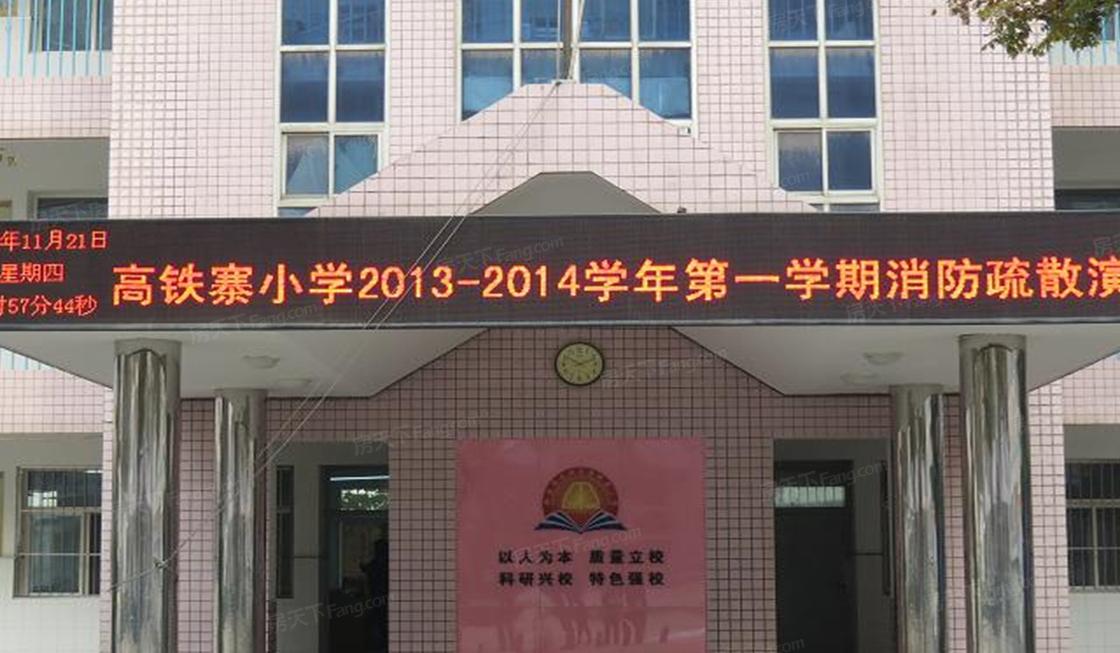 年11月21日
星期四
时57分44秒
高铁寨小学2013-2014学年第一学期消防疏散演
以人为本 质量立校
科研兴校 特色强校
房天下Fang.com